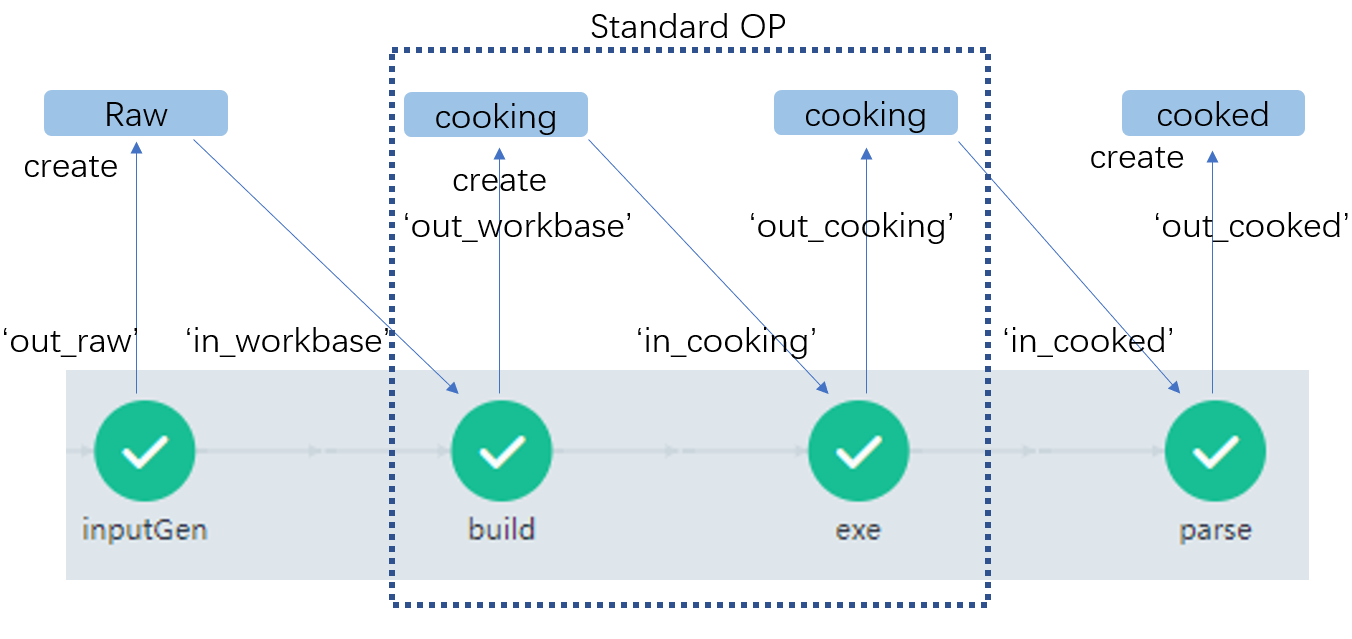 Standard OP
Raw
cooking
cooking
cooked
create
create
create
‘out_workbase’
‘out_cooking’
‘out_cooked’
‘out_raw’
‘in_workbase’
‘in_cooking’
‘in_cooked’
inputGen
build
exe
parse